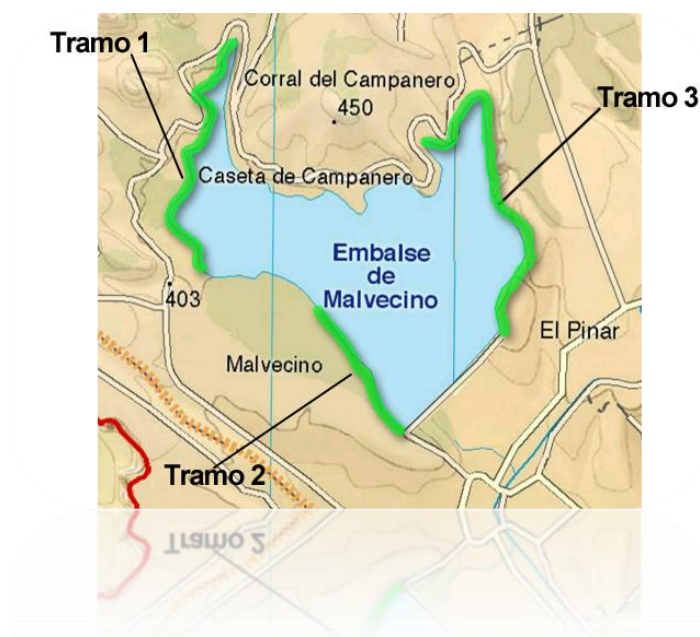 Tramo 1
Corral del Campanero
450
Tramo 3
Caseta de Campanero
Embalse
de
Malvecino
403
El Pinar
Malvecino
Tramo 2
Tramo 2